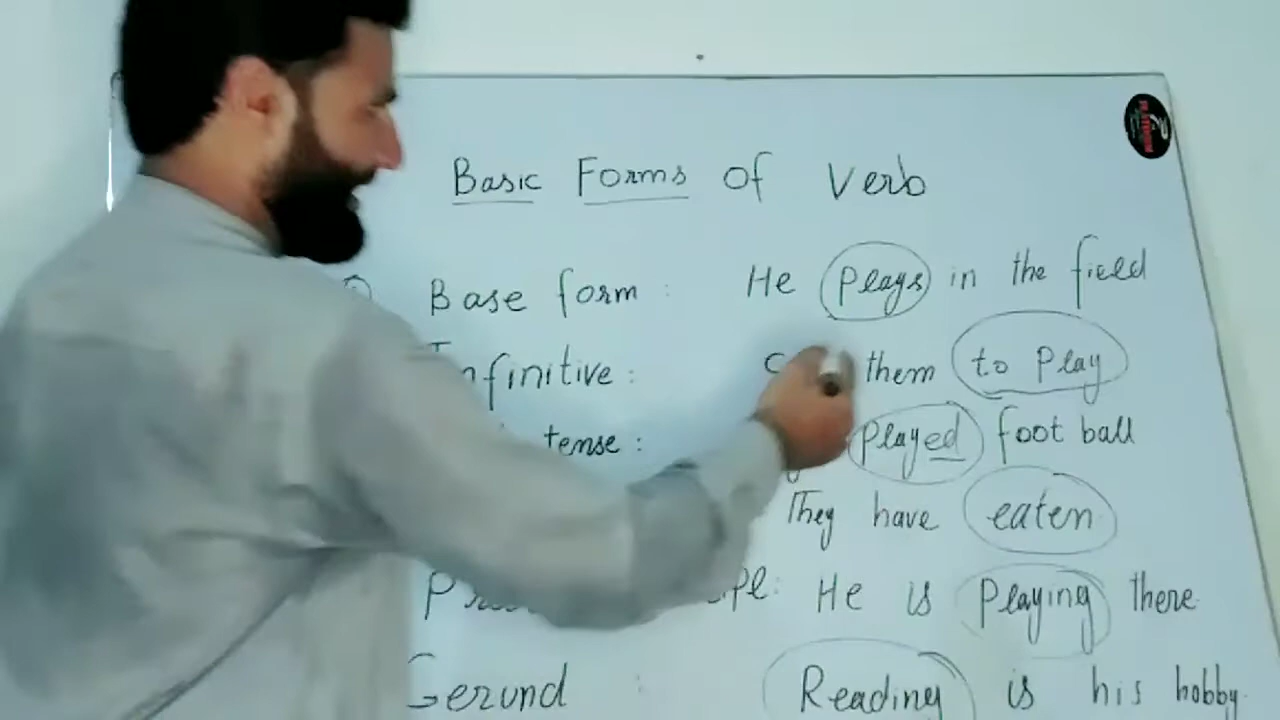 Basic Forms of Verb
Base form : He Plays in the field
Infinitive : them to Play
tense : Played foot ball
They have eaten
He is Playing there
Gerund : Reading is his hobby.